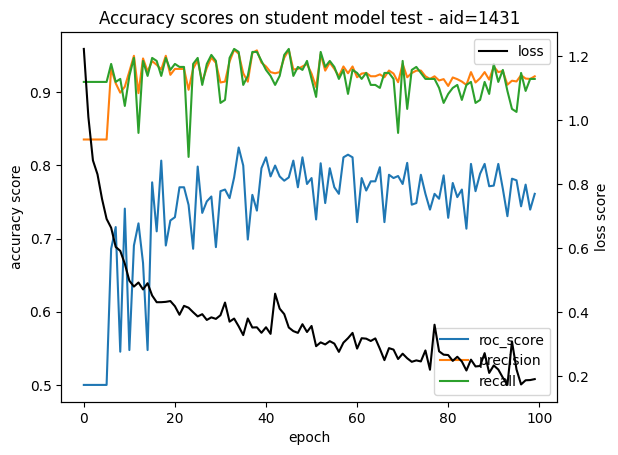 Accuracy scores on student model test - aid=1431
loss
accuracy score
loss score
0.9
0.8
0.7
0.6
0.5
1.2
1.0
0.8
0.6
0.4
0.2
roc_score
precision
recall
0
20
40
60
80
100
epoch